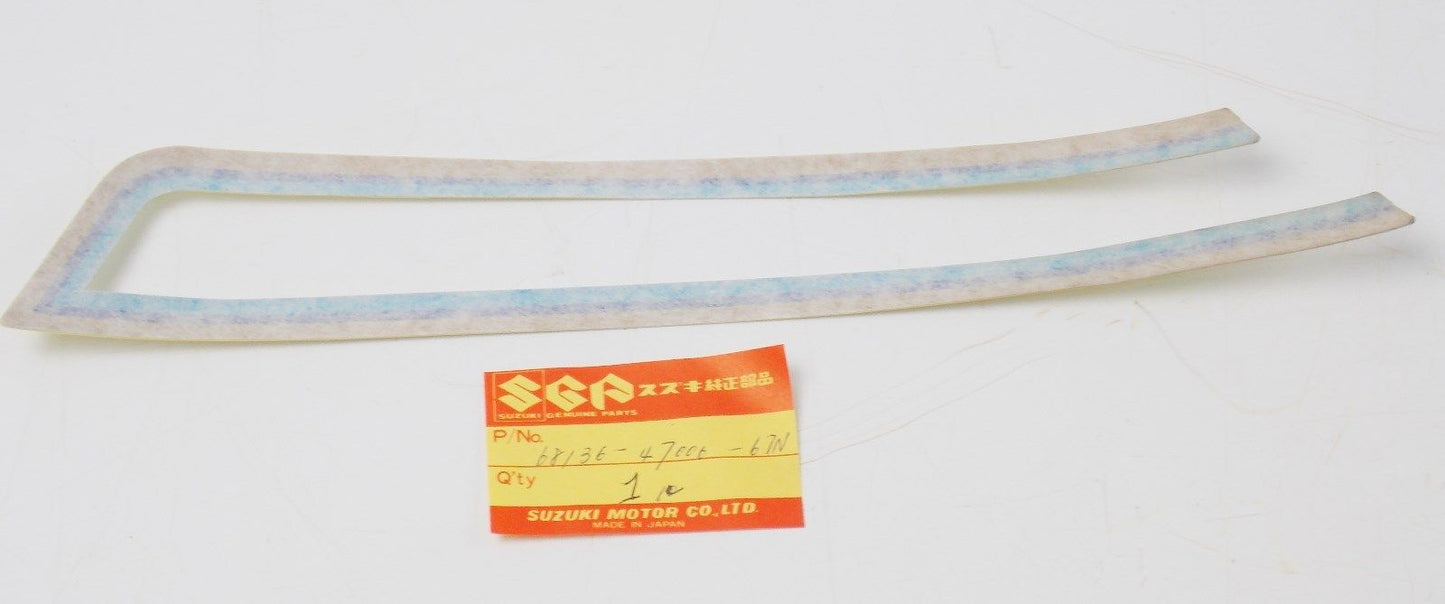 SGP スズキ純正部品
SUZUKI GENUINE PARTS
P/No. 68136-47000-67N
Q'ty 1
SUZUKI MOTOR CO.,LTD.
MADE IN JAPAN